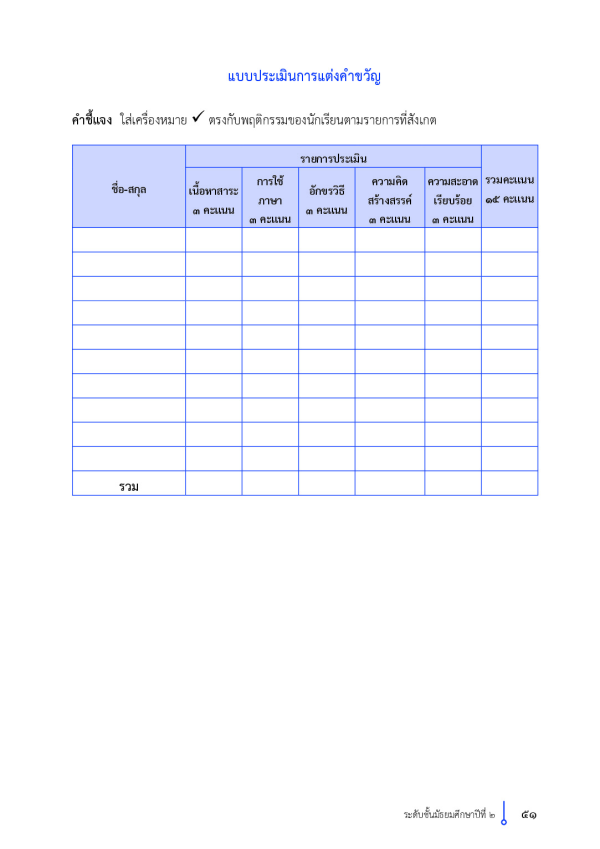 แบบประเมินการแต่งคำขวัญ
คำชี้แจง ใส่เครื่องหมาย ✓ ตรงกับพฤติกรรมของนักเรียนตามรายการที่สังเกต
ชื่อ-สกุล
รายการประเมิน
เนื้อหาสาระ
๓ คะแนน
การใช้
ภาษา
๓ คะแนน
อักขรวิธี
๓ คะแนน
ความคิด
สร้างสรรค์
๓ คะแนน
ความสะอาด
เรียบร้อย
๓ คะแนน
รวมคะแนน
๑๕ คะแนน
รวม
ระดับชั้นมัธยมศึกษาปีที่ ๒
๕๑